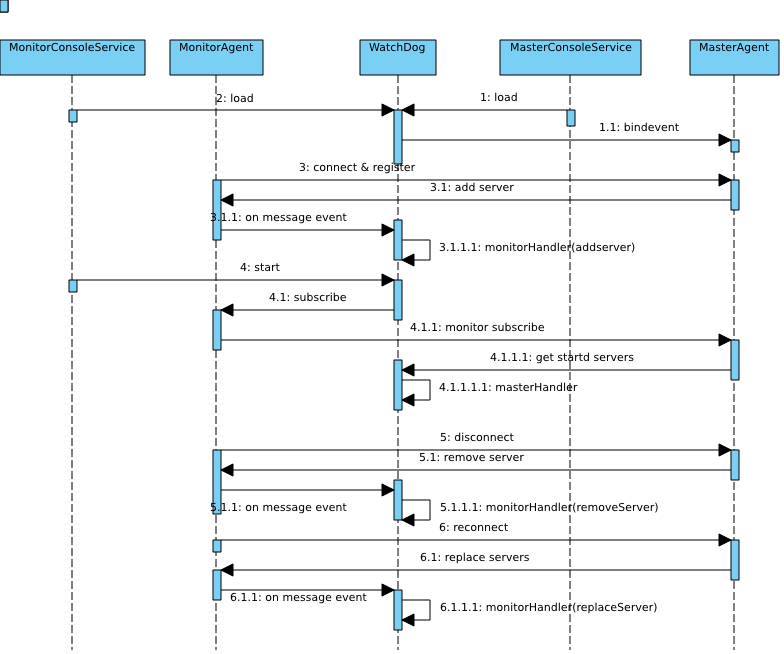 MonitorConsoleService
MonitorAgent
WatchDog
MasterConsoleService
MasterAgent
2: load
1: load
1.1: bindevent
3: connect & register
3.1: add server
3.1.1: on message event
3.1.1.1: monitorHandler(addserver)
4: start
4.1: subscribe
4.1.1: monitor subscribe
4.1.1.1: get startd servers
4.1.1.1.1: masterHandler
5: disconnect
5.1: remove server
5.1.1: on message event
5.1.1.1: monitorHandler(removeServer)
6: reconnect
6.1: replace servers
6.1.1: on message event
6.1.1.1: monitorHandler(replaceServer)